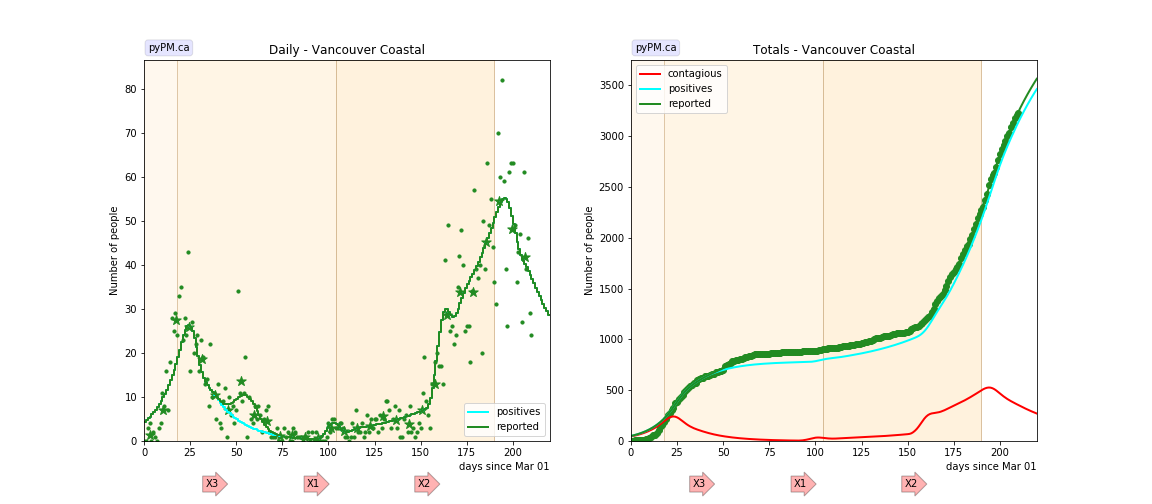 pyPM.ca
Daily - Vancouver Coastal
Number of people
80
70
60
50
40
30
20
10
0
0 25 50 75 100 125 150 175 200
days since Mar 01
positives
reported
X3 X1 X2
pyPM.ca
Totals - Vancouver Coastal
contagious
positives
reported
Number of people
3500
3000
2500
2000
1500
1000
500
0
0 25 50 75 100 125 150 175 200
days since Mar 01
X3 X1 X2